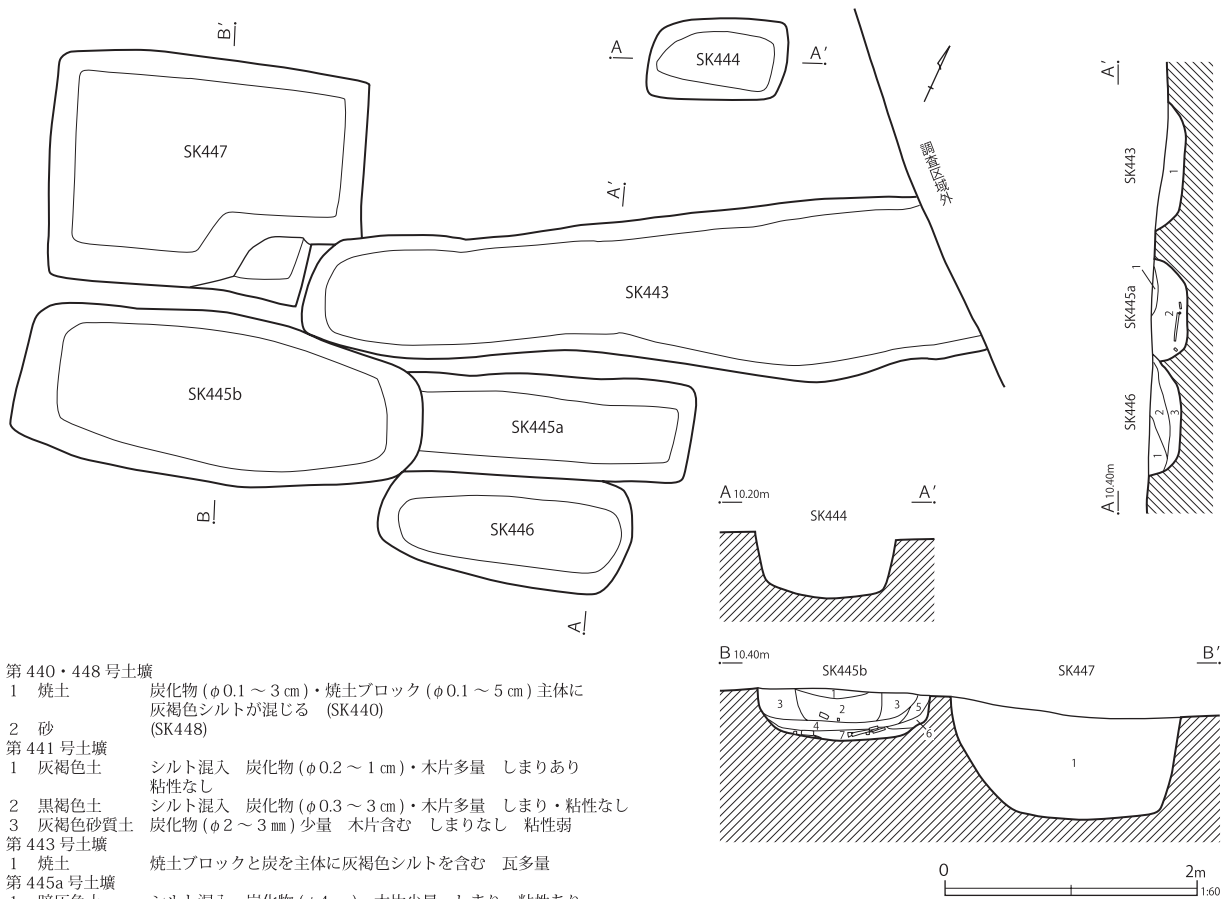 B′
SK447
A
SK444
A′
調査区域外
A′
SK443
SK445b
SK445a
SK446
B
A
A′
SK443
1
SK445a
1
2
SK446
1
2
3
A 10.40m
A 10.20m
A′
SK444
B 10.40m
B′
SK445b
SK447
1
3
2
3
5
4
7
6
1
第 440・448 号土壙
1 焼土 炭化物 (φ0.1 ～ 3 ㎝)・焼土ブロック (φ0.1 ～ 5 ㎝) 主体に
灰褐色シルトが混じる (SK440)
2 砂 (SK448)
第 441 号土壙
1 灰褐色土 シルト混入 炭化物 (φ0.2 ～ 1 ㎝)・木片多量 しまりあり
粘性なし
2 黒褐色土 シルト混入 炭化物 (φ0.3 ～ 3 ㎝)・木片多量 しまり・粘性なし
3 灰褐色砂質土 炭化物 (φ2 ～ 3 ㎜) 少量 木片含む しまりなし 粘性弱
第 443 号土壙
1 焼土 焼土ブロックと炭を主体に灰褐色シルトを含む 瓦多量
第 445a 号土壙
0
2m
1:60